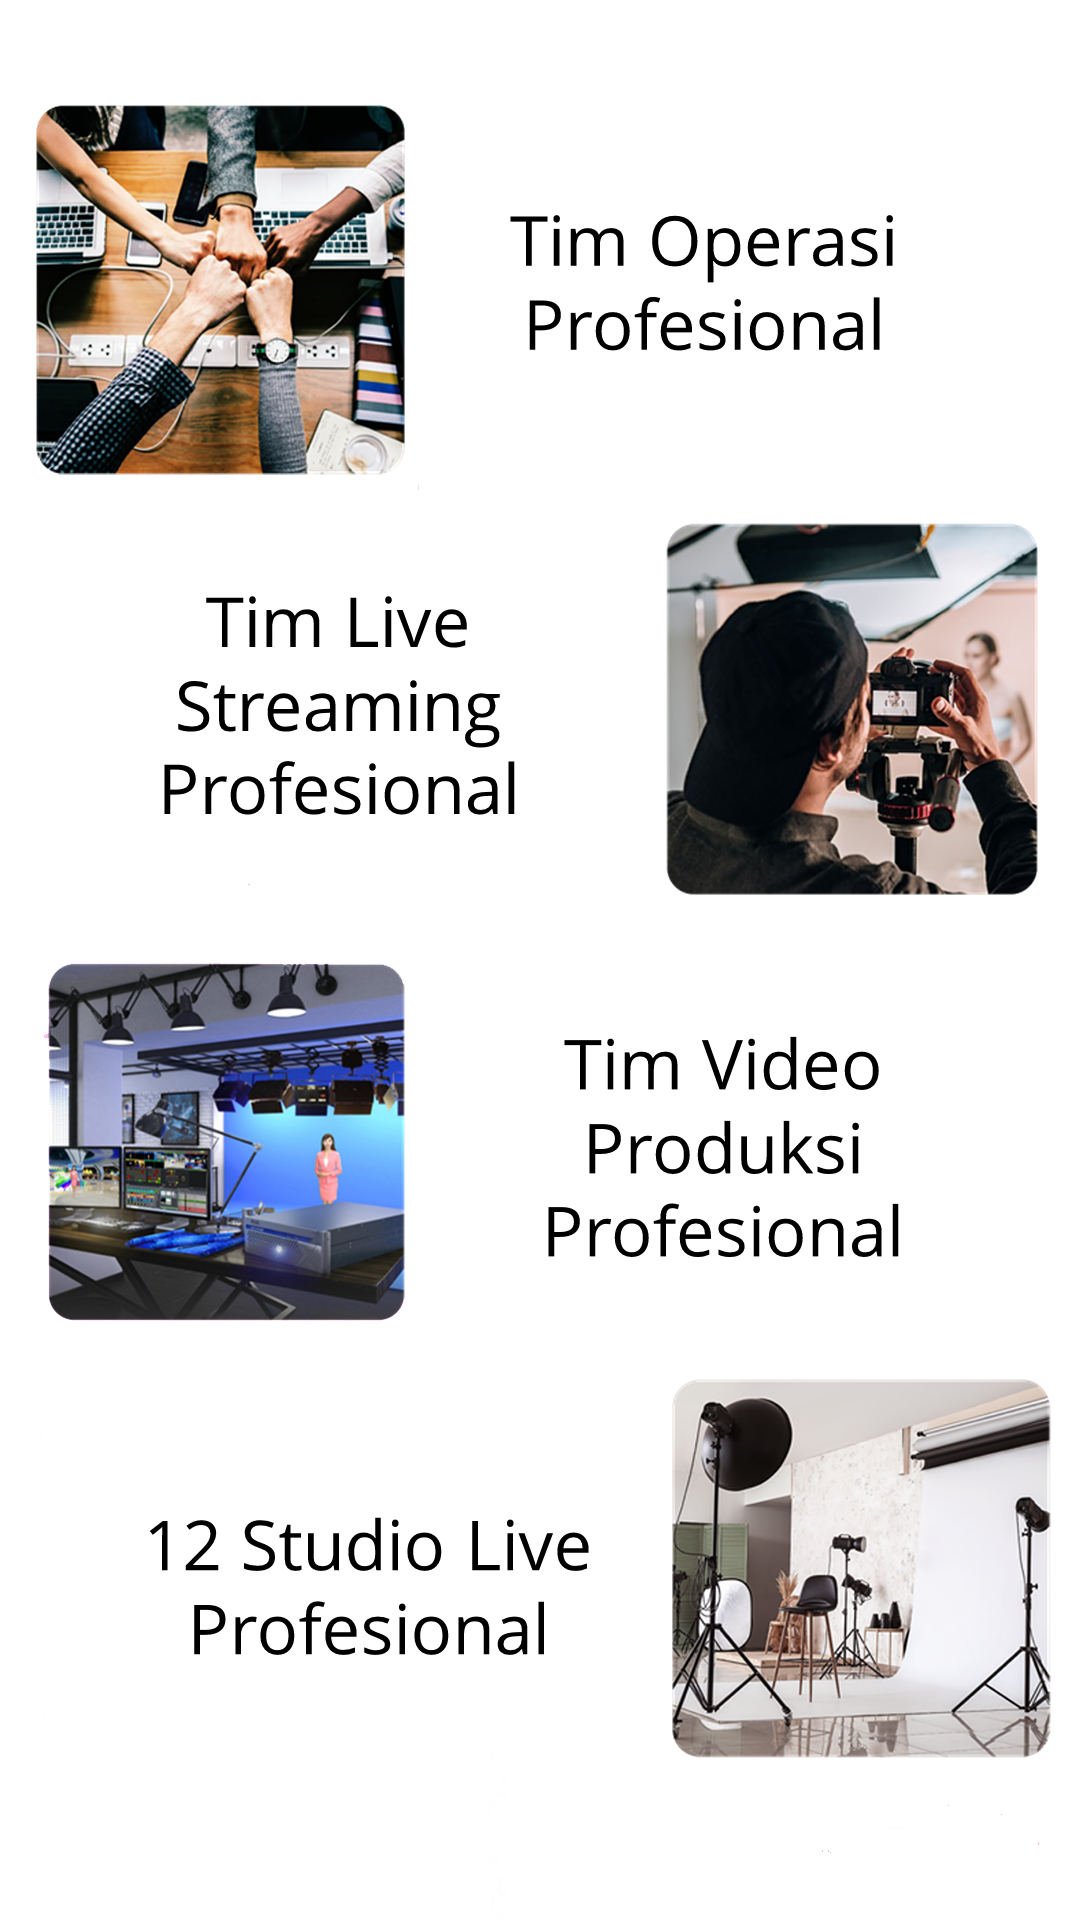 Tim Operasi
Profesional
Tim Live
Streaming
Profesional
Tim Video
Produksi
Profesional
12 Studio Live
Profesional